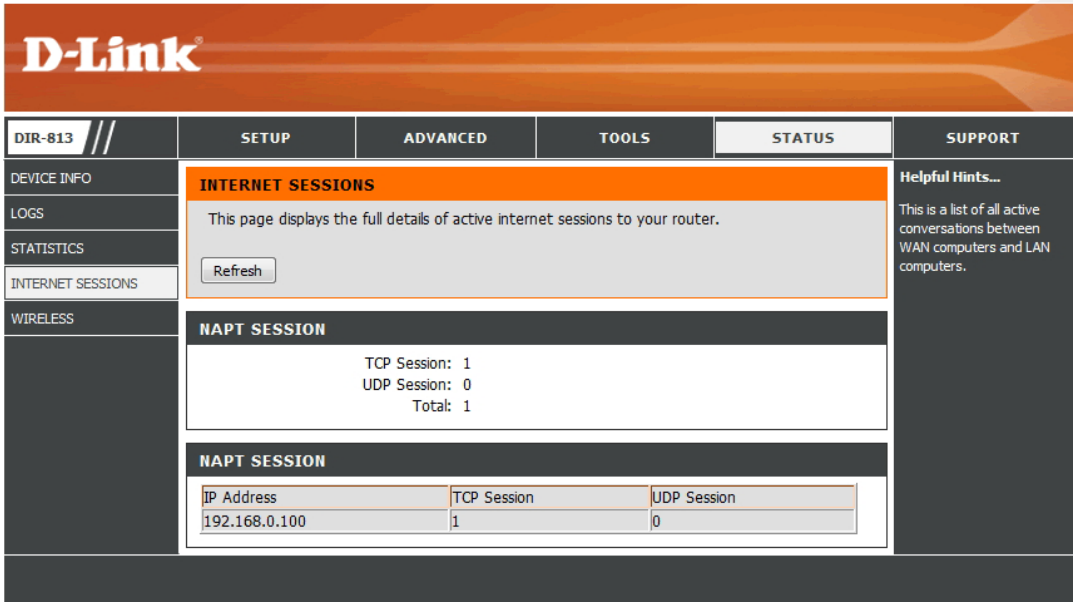 D-Link®
DIR-813
SETUP
ADVANCED
TOOLS
STATUS
SUPPORT
DEVICE INFO
LOGS
STATISTICS
INTERNET SESSIONS
WIRELESS
INTERNET SESSIONS
This page displays the full details of active internet sessions to your router.
Refresh
NAPT SESSION
TCP Session: 1
UDP Session: 0
Total: 1
NAPT SESSION
IP Address TCP Session UDP Session
192.168.0.100 1 0
Helpful Hints...
This is a list of all active
conversations between
WAN computers and LAN
computers.